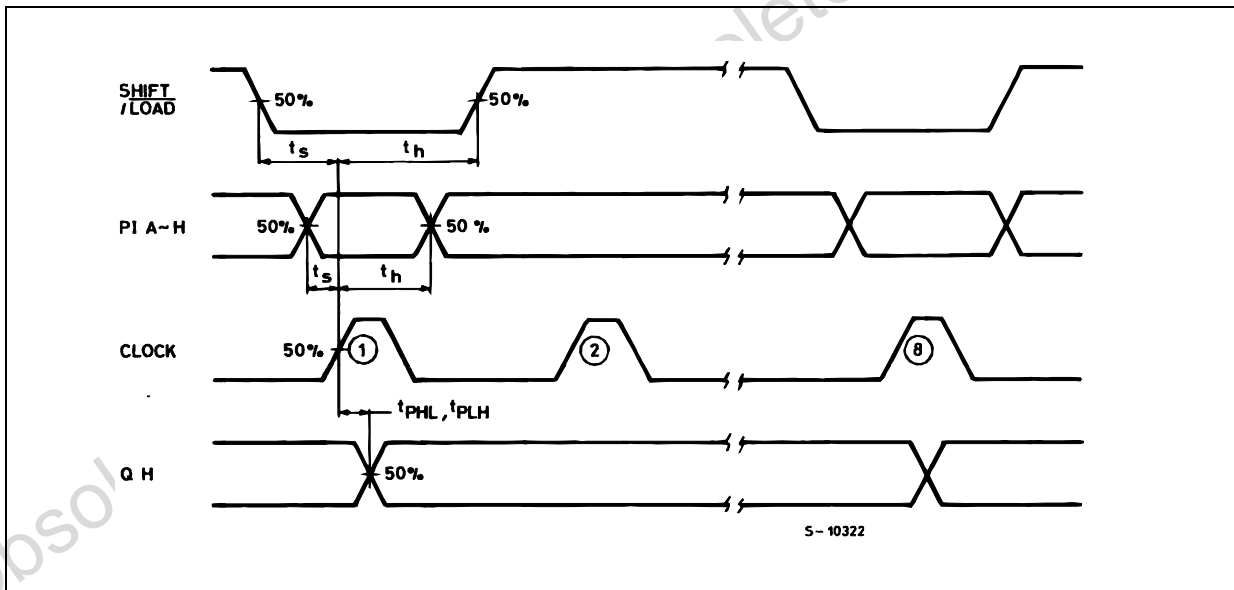 SHIFT
/LOAD
50%
50%
ts
th
PI A~H
50%
50%
ts
th
CLOCK
50%
1
2
8
tPHL, tPLH
Q H
50%
S-10322